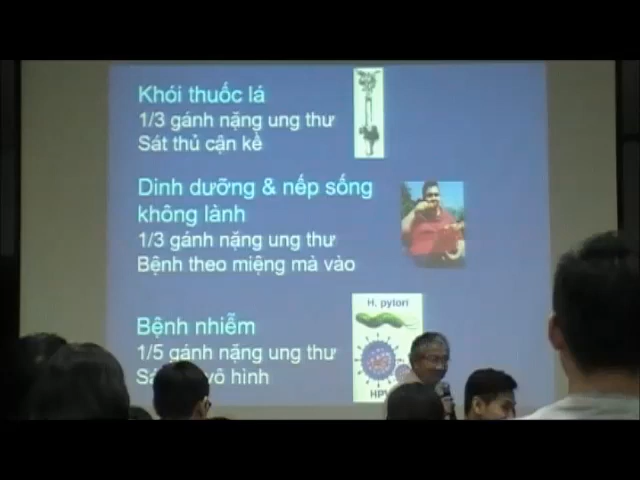 Khói thuốc lá
1/3 gánh nặng ung thư
Sát thủ cận kề
Dinh dưỡng & nếp sống
không lành
1/3 gánh nặng ung thư
Bệnh theo miệng mà vào
H. pylori
Bệnh nhiễm
1/5 gánh nặng ung thư
vô hình